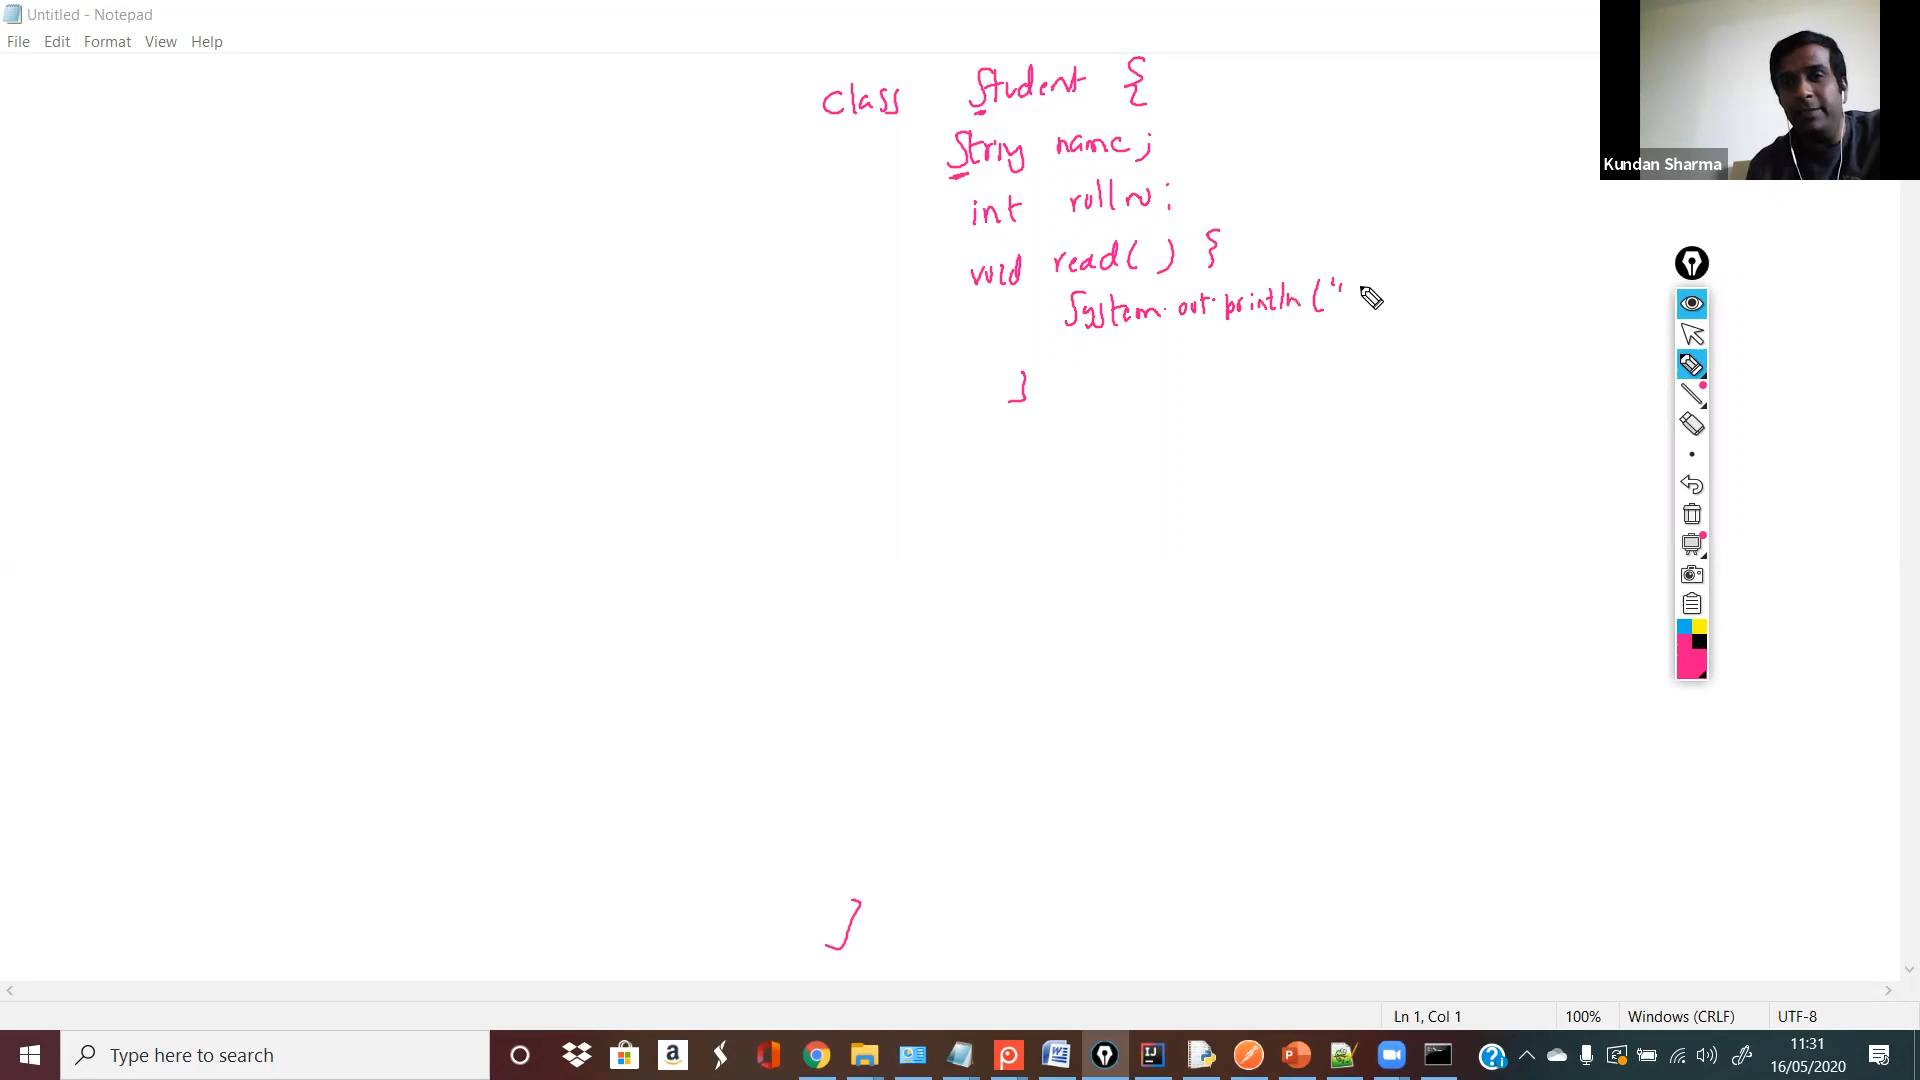 Untitled - Notepad
File Edit Format View Help
Kundan Sharma
class Student {
String name;
int rollno;
void read( ) {
System.out.println("
}
}
Ln 1, Col 1 100% Windows (CRLF) UTF-8
Type here to search
11:31
16/05/2020